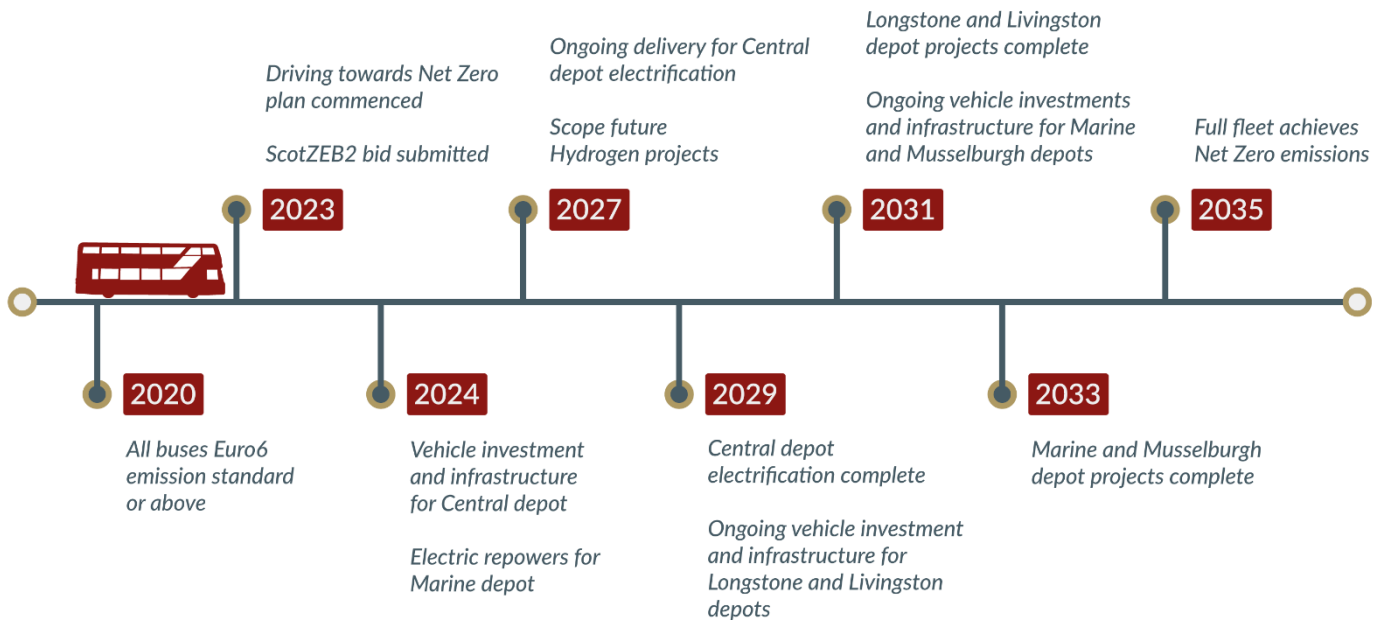 2020
All buses Euro6
emission standard
or above
2023
Driving towards Net Zero
plan commenced
ScotZEB2 bid submitted
2024
Vehicle investment
and infrastructure
for Central depot
Electric repowers for
Marine depot
2027
Ongoing delivery for Central
depot electrification
Scope future
Hydrogen projects
2029
Central depot
electrification complete
Ongoing vehicle investment
and infrastructure for
Longstone and Livingston
depots
2031
Longstone and Livingston
depot projects complete
Ongoing vehicle investments
and infrastructure for Marine
and Musselburgh depots
2033
Marine and Musselburgh
depot projects complete
2035
Full fleet achieves
Net Zero emissions